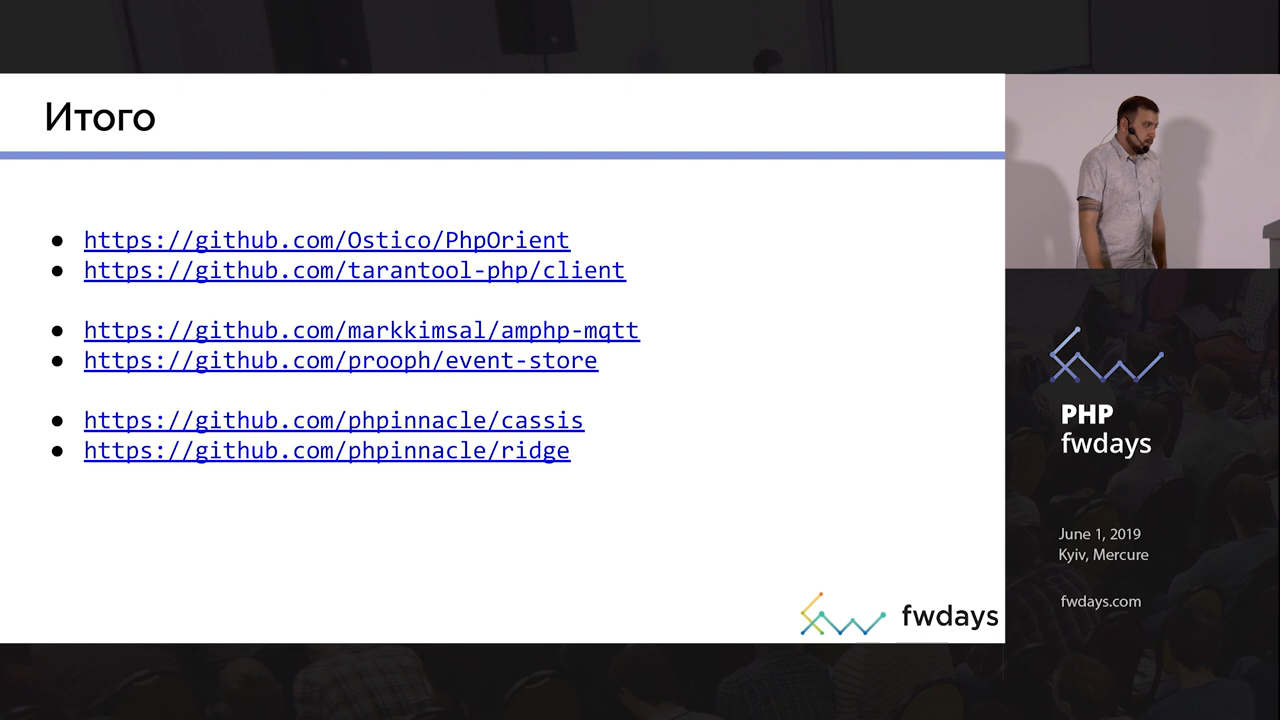 Итого
● https://github.com/Ostico/PhpOrient
● https://github.com/tarantool-php/client
● https://github.com/markkimsal/amphp-mqtt
● https://github.com/prooph/event-store
● https://github.com/phpinnacle/cassis
● https://github.com/phpinnacle/ridge
fwdays
PHP
fwdays
June 1, 2019
Kyiv, Mercure
fwdays.com